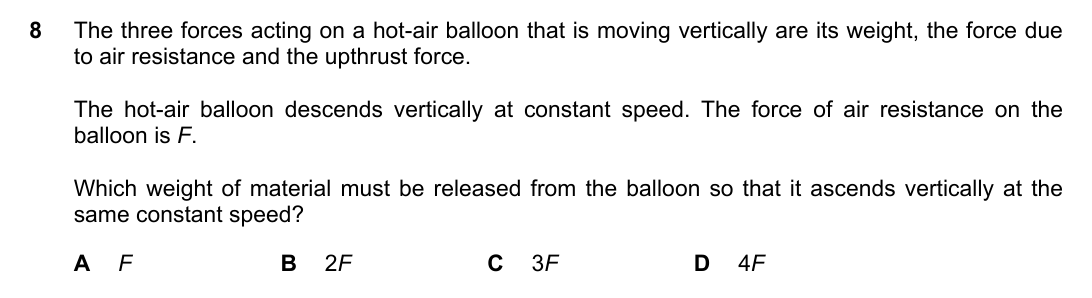 8 The three forces acting on a hot-air balloon that is moving vertically are its weight, the force due
to air resistance and the upthrust force.
The hot-air balloon descends vertically at constant speed. The force of air resistance on the
balloon is F.
Which weight of material must be released from the balloon so that it ascends vertically at the
same constant speed?
A F B 2F C 3F D 4F